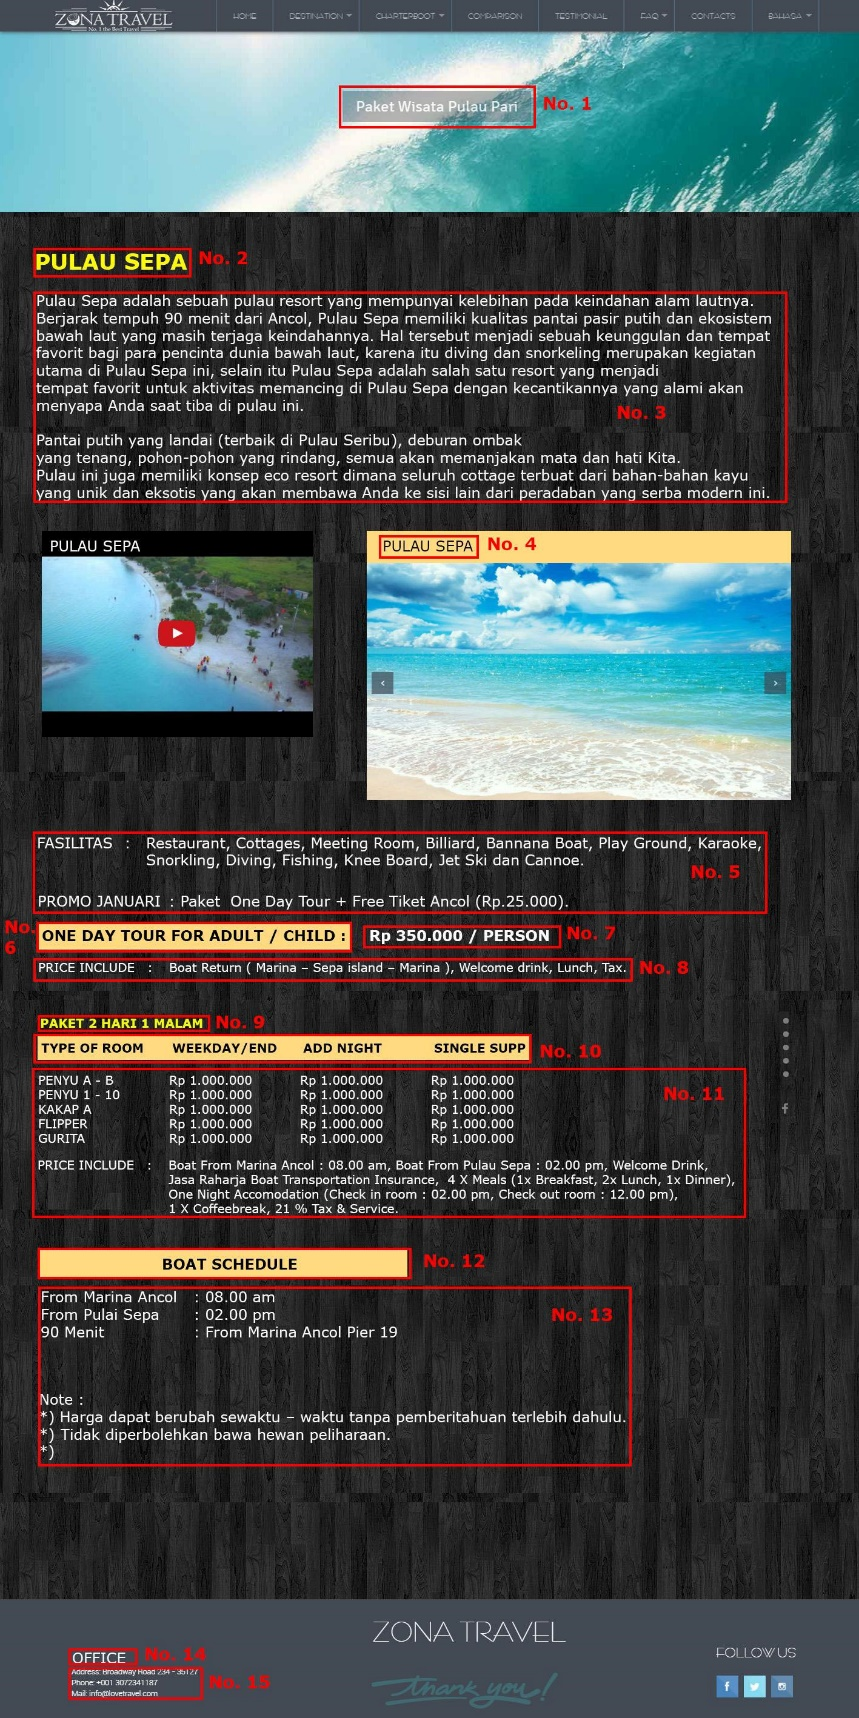 ZONA TRAVEL
No. 1 the Best Travel
HOME DESTINATION CHARTERBOOT COMPARISON TESTIMONIAL FAQ CONTACTS BAHASA
Paket Wisata Pulau Pari No. 1
PULAU SEPA No. 2
Pulau Sepa adalah sebuah pulau resort yang mempunyai kelebihan pada keindahan alam lautnya.
Berjarak tempuh 90 menit dari Ancol, Pulau Sepa memiliki kualitas pantai pasir putih dan ekosistem
bawah laut yang masih terjaga keindahannya. Hal tersebut menjadi sebuah keunggulan dan tempat
favorit bagi para pencinta dunia bawah laut, karena itu diving dan snorkeling merupakan kegiatan
utama di Pulau Sepa ini, selain itu Pulau Sepa adalah salah satu resort yang menjadi
tempat favorit untuk aktivitas memancing di Pulau Sepa dengan kecantikannya yang alami akan
menyapa Anda saat tiba di pulau ini.
No. 3
Pantai putih yang landai (terbaik di Pulau Seribu), deburan ombak
yang tenang, pohon-pohon yang rindang, semua akan memanjakan mata dan hati Kita.
Pulau ini juga memiliki konsep eco resort dimana seluruh cottage terbuat dari bahan-bahan kayu
yang unik dan eksotis yang akan membawa Anda ke sisi lain dari peradaban yang serba modern ini.
PULAU SEPA
PULAU SEPA No. 4
FASILITAS : Restaurant, Cottages, Meeting Room, Billiard, Bannana Boat, Play Ground, Karaoke,
Snorkling, Diving, Fishing, Knee Board, Jet Ski dan Cannoe.
No. 5
PROMO JANUARI : Paket One Day Tour + Free Tiket Ancol (Rp.25.000).
No. 6
ONE DAY TOUR FOR ADULT / CHILD : Rp 350.000 / PERSON No. 7
PRICE INCLUDE : Boat Return ( Marina – Sepa island – Marina ), Welcome drink, Lunch, Tax. No. 8
PAKET 2 HARI 1 MALAM No. 9
TYPE OF ROOM WEEKDAY/END ADD NIGHT SINGLE SUPP No. 10
PENYU A - B Rp 1.000.000 Rp 1.000.000 Rp 1.000.000
PENYU 1 - 10 Rp 1.000.000 Rp 1.000.000 Rp 1.000.000
No. 11
KAKAP A Rp 1.000.000 Rp 1.000.000 Rp 1.000.000
FLIPPER Rp 1.000.000 Rp 1.000.000 Rp 1.000.000
GURITA Rp 1.000.000 Rp 1.000.000 Rp 1.000.000
PRICE INCLUDE : Boat From Marina Ancol : 08.00 am, Boat From Pulau Sepa : 02.00 pm, Welcome Drink,
Jasa Raharja Boat Transportation Insurance, 4 X Meals (1x Breakfast, 2x Lunch, 1x Dinner),
One Night Accomodation (Check in room : 02.00 pm, Check out room : 12.00 pm),
1 X Coffeebreak, 21 % Tax & Service.
BOAT SCHEDULE No. 12
From Marina Ancol : 08.00 am
From Pulai Sepa : 02.00 pm
No. 13
90 Menit : From Marina Ancol Pier 19
Note :
*) Harga dapat berubah sewaktu – waktu tanpa pemberitahuan terlebih dahulu.
*) Tidak diperbolehkan bawa hewan peliharaan.
*)
OFFICE No. 14
Address: Broadway Road 234 - 35127
Phone: +001 3072341187
Mail: info@lovetravel.com
No. 15
ZONA TRAVEL
thank you!
FOLLOW US